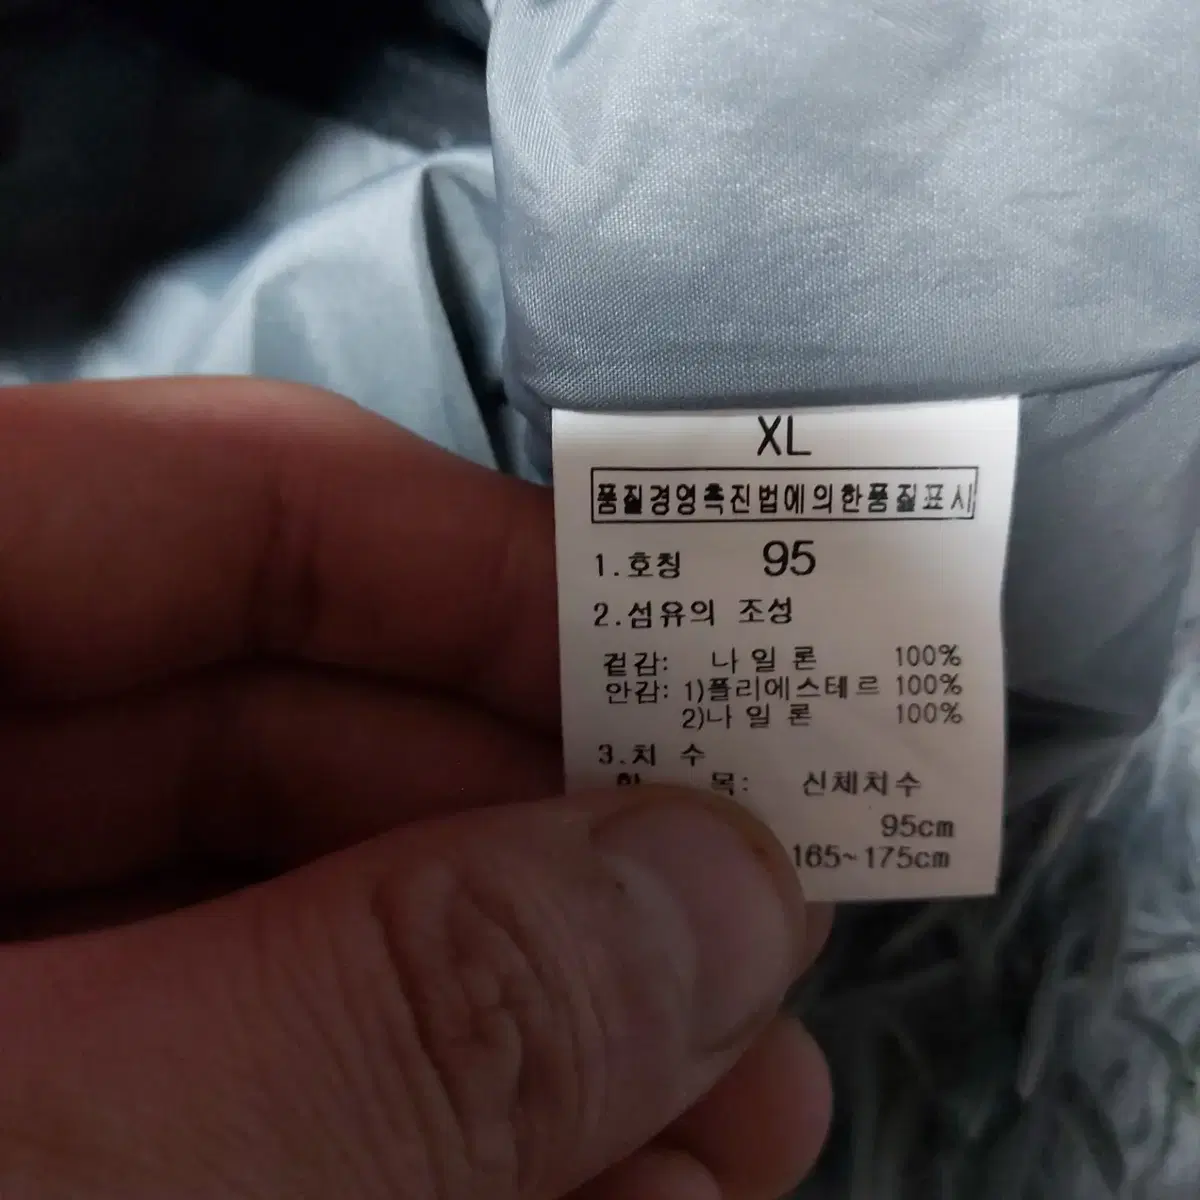 XL
품질경영촉진법에의한품질표시
1.호칭 95
2.섬유의 조성
겉감: 나 일 론 100%
안감: 1)폴리에스테르 100%
2)나 일 론 100%
3.치 수
목: 신체치수
95cm
165~175cm